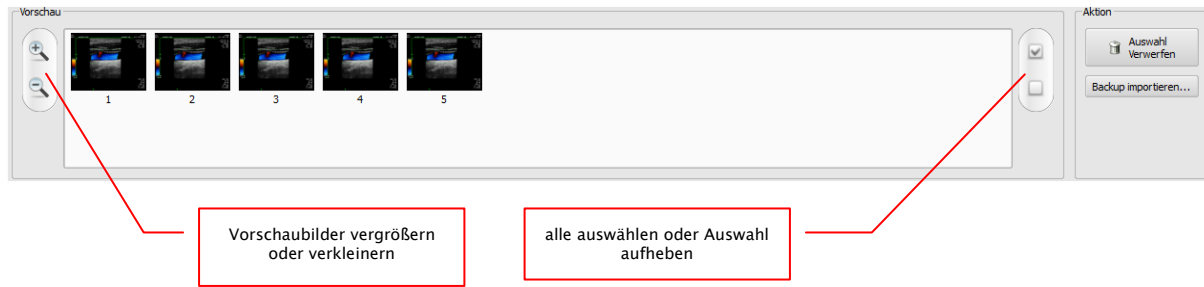 Vorschau
1 2 3 4 5
Aktion
Auswahl
Verwerfen
Backup importieren...
Vorschaubilder vergrößern
oder verkleinern
alle auswählen oder Auswahl
aufheben